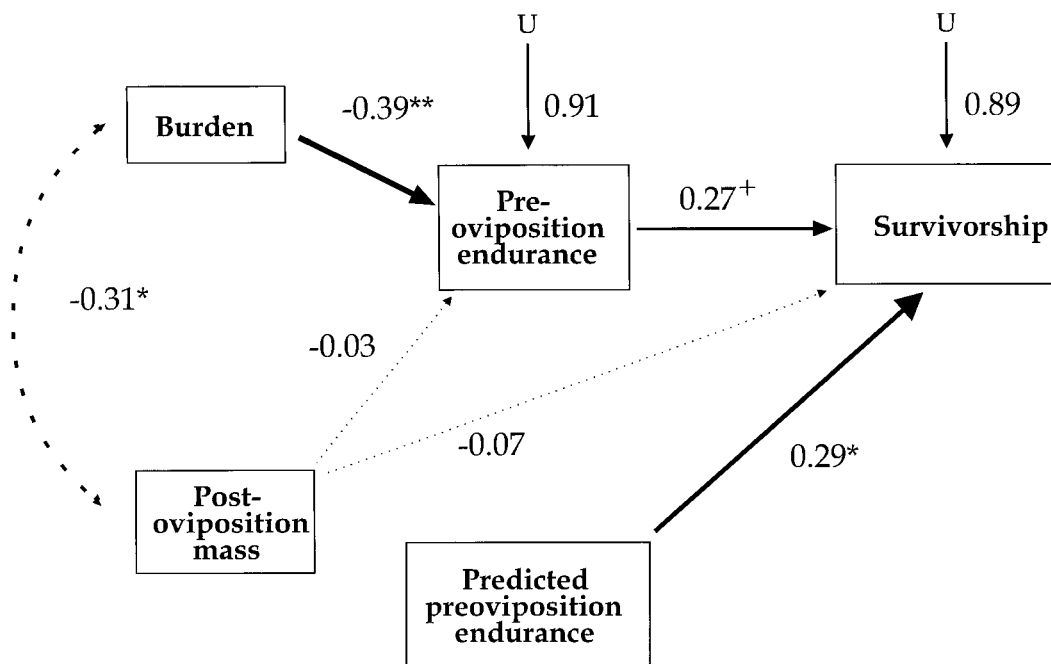 U
U
-0.39**
0.91
0.89
Burden
Pre-
oviposition
endurance
0.27+
Survivorship
-0.31*
-0.03
-0.07
0.29*
Post-
oviposition
mass
Predicted
preoviposition
endurance